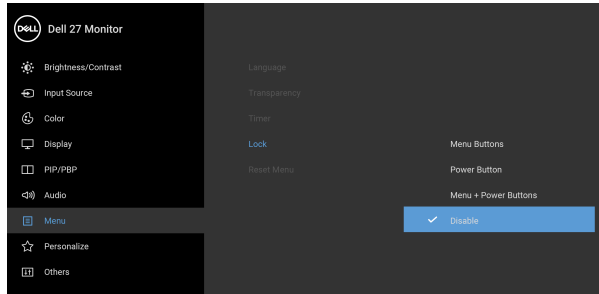 DELL Dell 27 Monitor
Brightness/Contrast
Language
Input Source
Transparency
Color
Timer
Display
Lock
Menu Buttons
PIP/PBP
Reset Menu
Power Button
Audio
Menu + Power Buttons
Menu
Disable
Personalize
Others